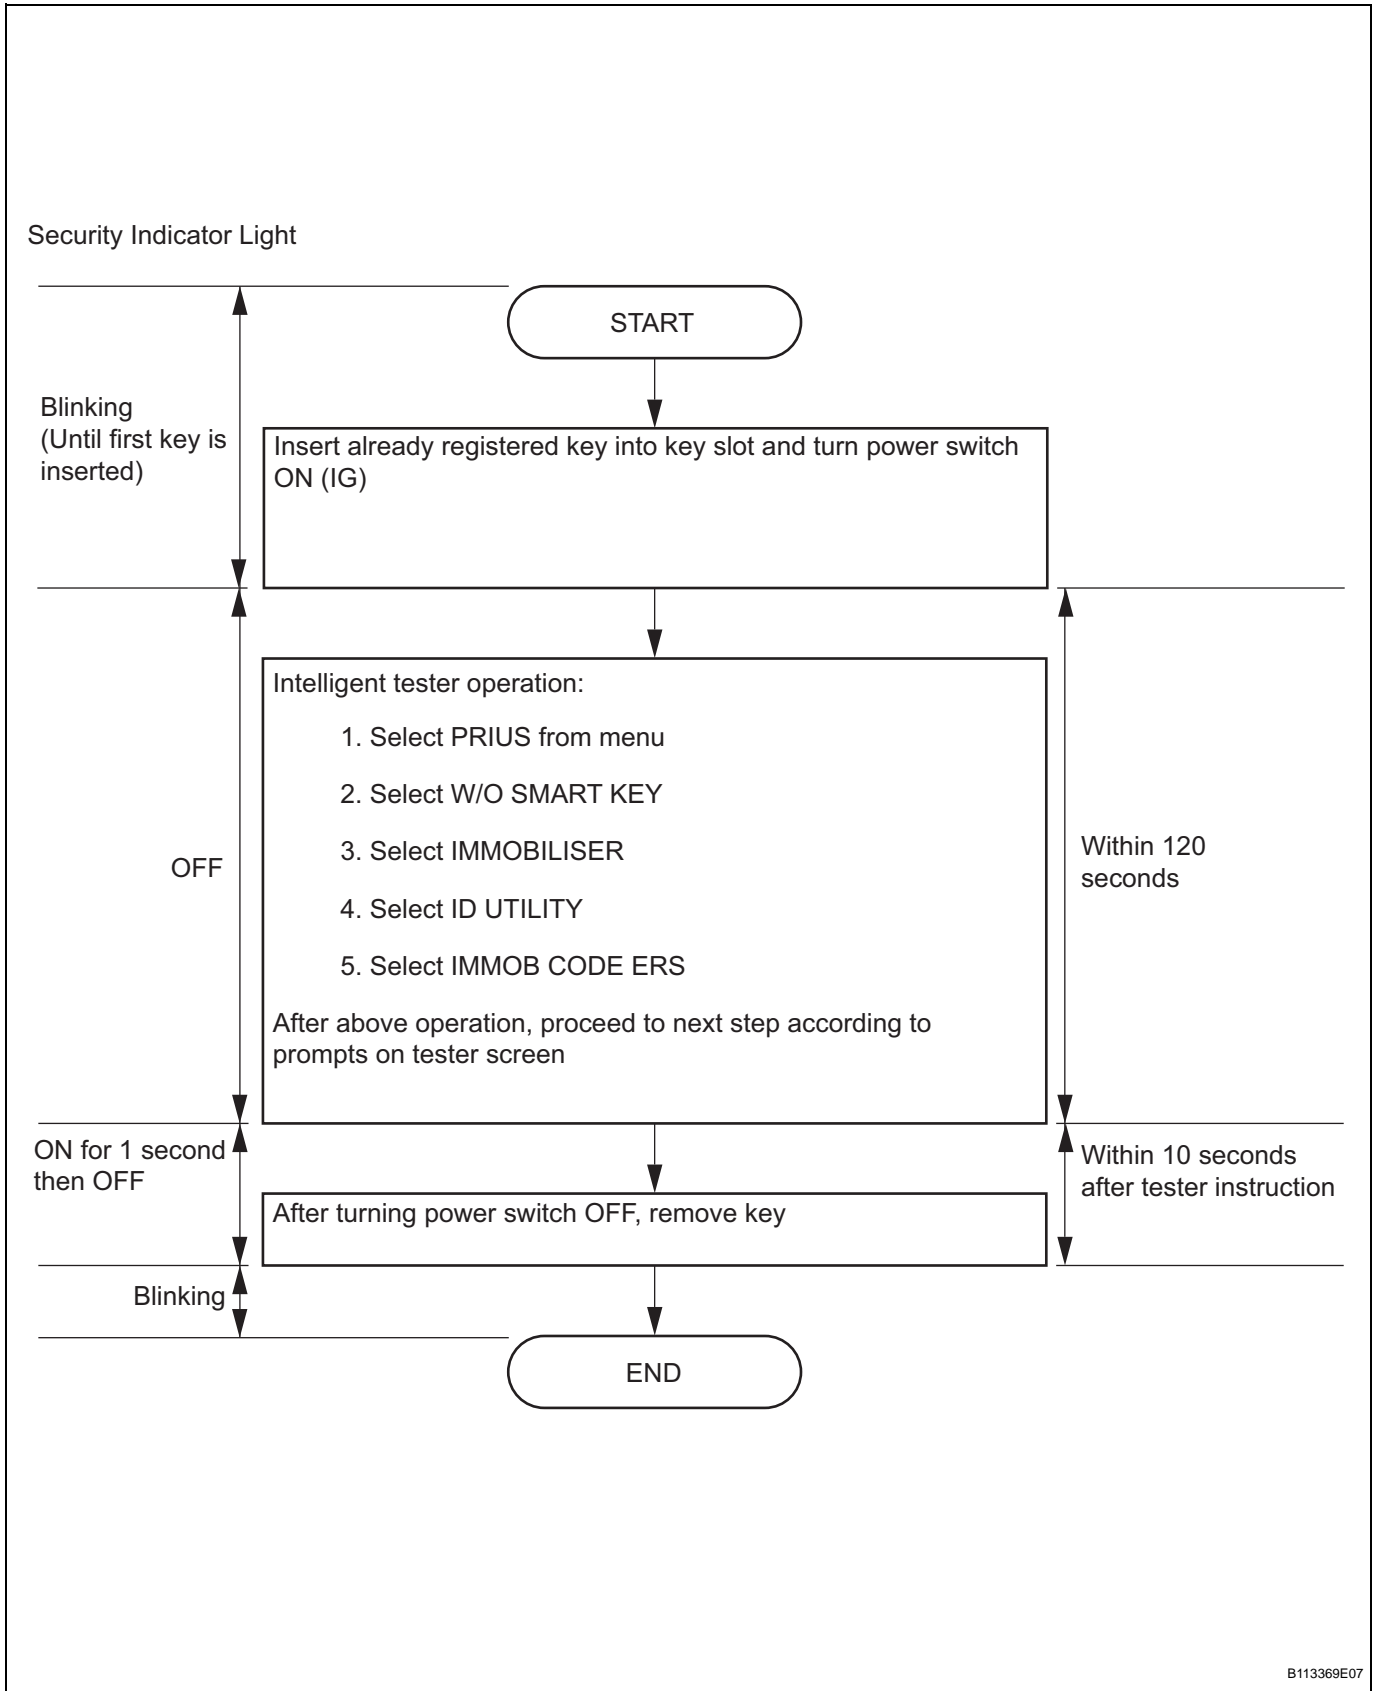 Security Indicator Light
START
Blinking
(Until first key is
inserted)
Insert already registered key into key slot and turn power switch
ON (IG)
Intelligent tester operation:
1. Select PRIUS from menu
2. Select W/O SMART KEY
3. Select IMMOBILISER
4. Select ID UTILITY
5. Select IMMOB CODE ERS
After above operation, proceed to next step according to
prompts on tester screen
OFF
Within 120
seconds
ON for 1 second
then OFF
After turning power switch OFF, remove key
Within 10 seconds
after tester instruction
Blinking
END
B113369E07